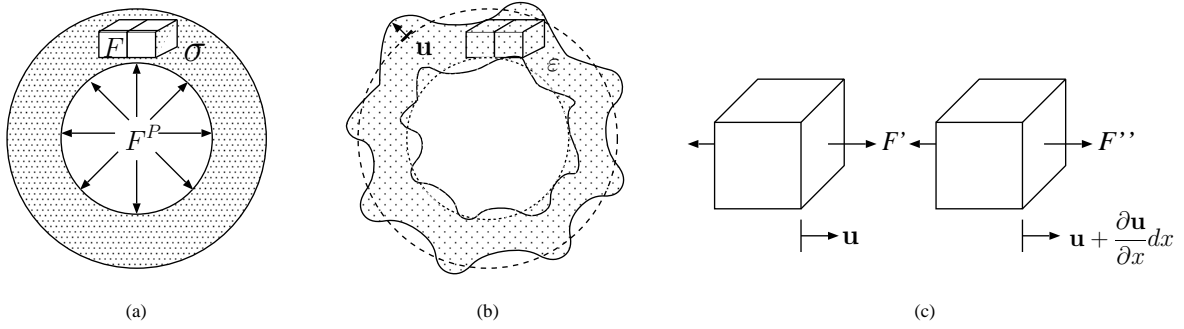 F σ
F^P
(a)
u
ε
(b)
F'
u
F''
u + ∂u/∂x dx
(c)